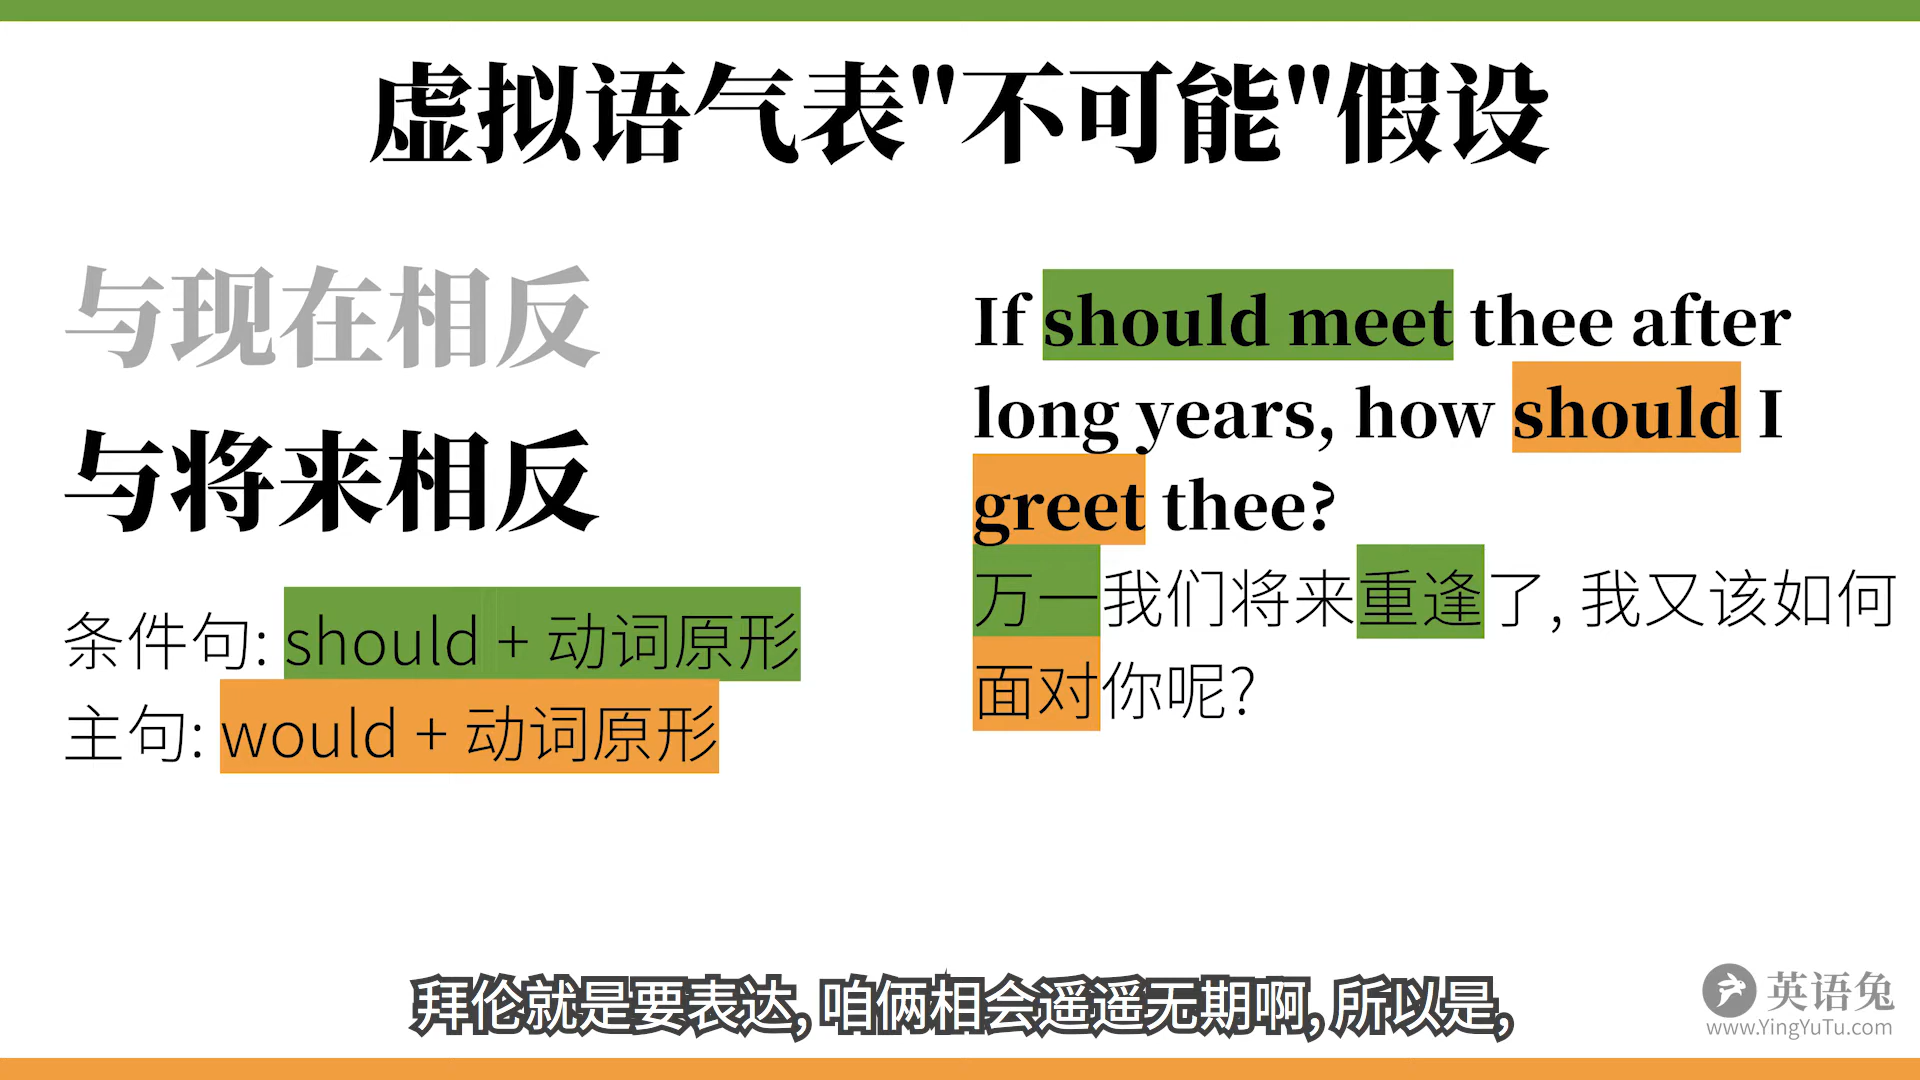 虚拟语气表"不可能"假设
与现在相反
与将来相反
条件句: should + 动词原形
主句: would + 动词原形
If should meet thee after
long years, how should I
greet thee?
万一我们将来重逢了, 我又该如何
面对你呢?
拜伦就是要表达, 咱俩相会遥遥无期啊, 所以是,
英语兔
www.YingYuTu.com